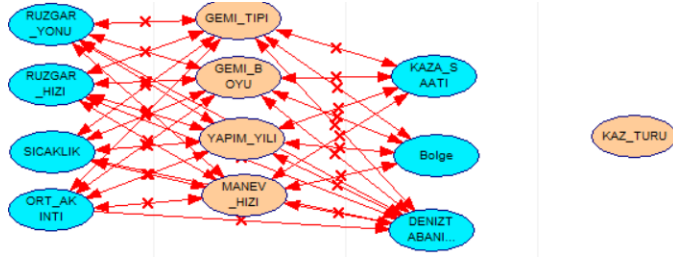 RUZGAR
_YONU
GEMI_TIPI
RUZGAR
_HIZI
GEMI_B
OYU
KAZA_S
AATI
SICAKLIK
YAPIM_YILI
Bolge
KAZ_TURU
ORT_AK
INTI
MANEV
_HIZI
DENIZT
ABANI...